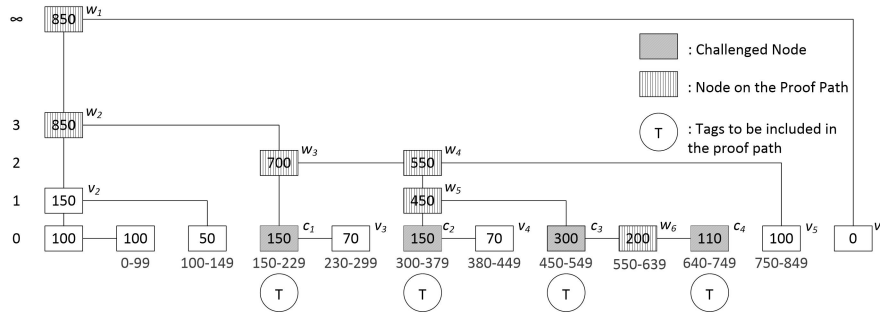 ∞ 850 w1
: Challenged Node
: Node on the Proof Path
3 850 w2
T : Tags to be included in
the proof path
2 700 w3 550 w4
1 150 v2 450 w5
0 100 100 50 150 c1 70 v3 150 c2 70 v4 300 c3 200 w6 110 c4 100 v5 0 v
0-99 100-149 150-229 230-299 300-379 380-449 450-549 550-639 640-749 750-849
T T T T